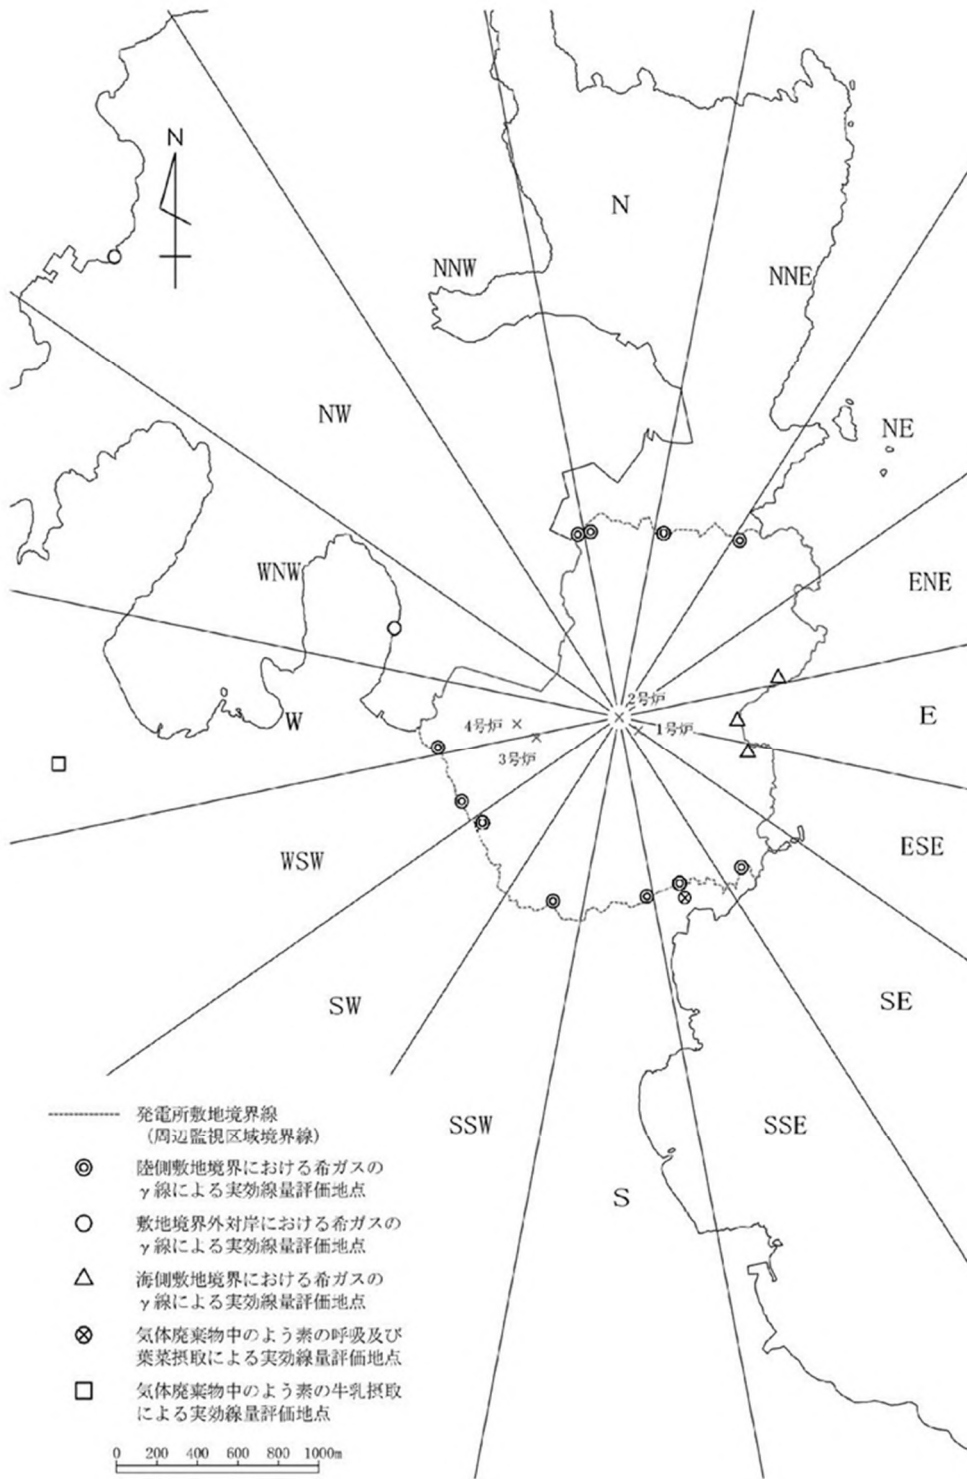 N
N
NNW
NNE
NW
NE
WNW
ENE
2号炉
W
4号炉
1号炉
E
3号炉
WSW
ESE
SW
SE
SSW
SSE
S
発電所敷地境界線
(周辺監視区域境界線)
陸側敷地境界における希ガスの
γ線による実効線量評価地点
敷地境界外対岸における希ガスの
γ線による実効線量評価地点
海側敷地境界における希ガスの
γ線による実効線量評価地点
気体廃棄物中のよう素の呼吸及び
葉菜摂取による実効線量評価地点
気体廃棄物中のよう素の牛乳摂取
による実効線量評価地点
0 200 400 600 800 1000m